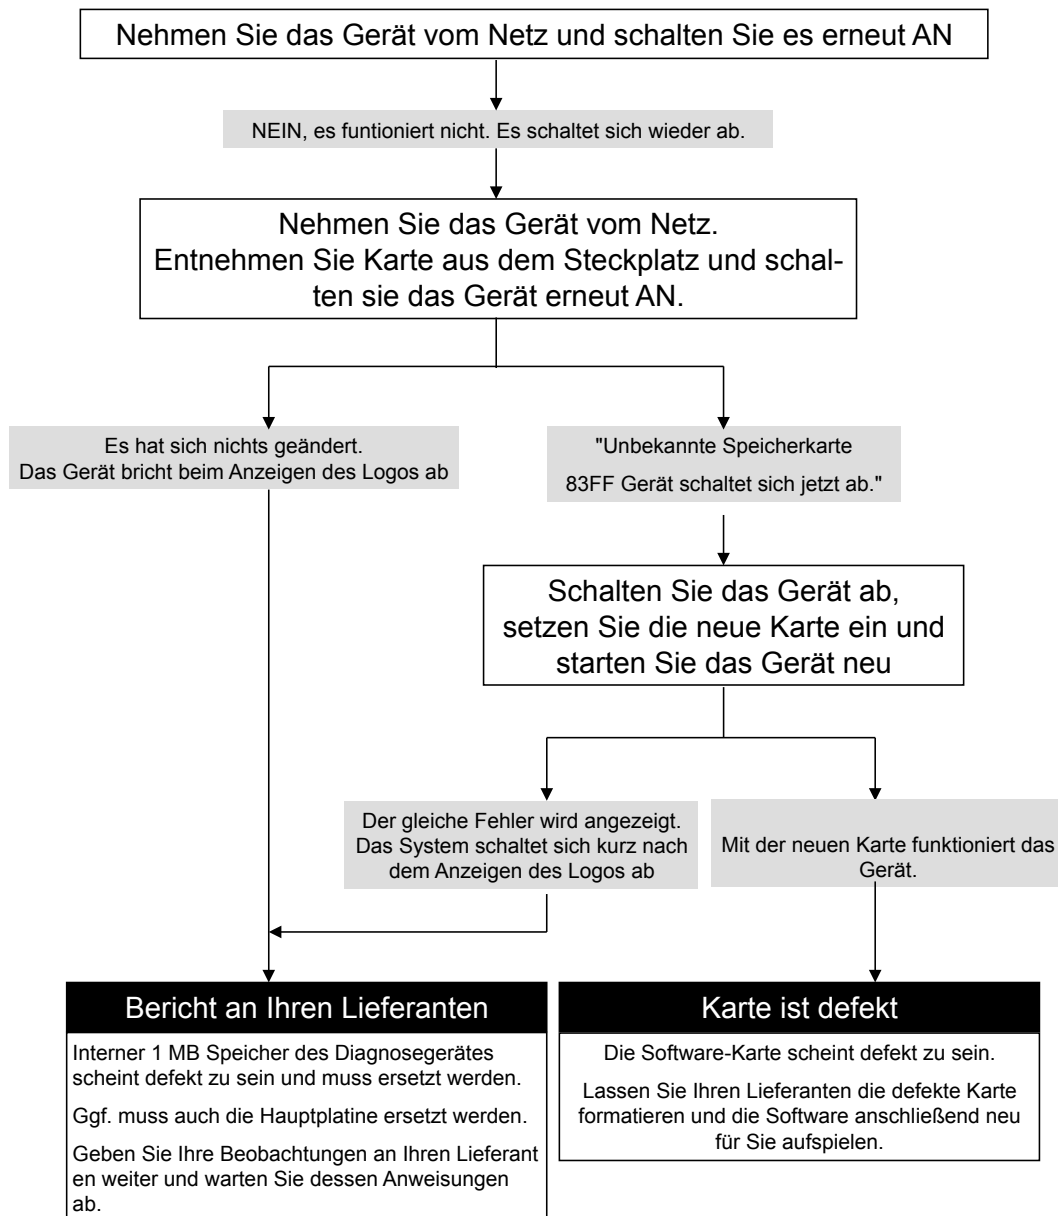 Nehmen Sie das Gerät vom Netz und schalten Sie es erneut AN
NEIN, es funtioniert nicht. Es schaltet sich wieder ab.
Nehmen Sie das Gerät vom Netz.
Entnehmen Sie Karte aus dem Steckplatz und schal-
ten sie das Gerät erneut AN.
Es hat sich nichts geändert.
Das Gerät bricht beim Anzeigen des Logos ab
"Unbekannte Speicherkarte
83FF Gerät schaltet sich jetzt ab."
Schalten Sie das Gerät ab,
setzen Sie die neue Karte ein und
starten Sie das Gerät neu
Der gleiche Fehler wird angezeigt.
Das System schaltet sich kurz nach
dem Anzeigen des Logos ab
Mit der neuen Karte funktioniert das
Gerät.
Bericht an Ihren Lieferanten
Interner 1 MB Speicher des Diagnosegerätes
scheint defekt zu sein und muss ersetzt werden.
Ggf. muss auch die Hauptplatine ersetzt werden.
Geben Sie Ihre Beobachtungen an Ihren Lieferant
en weiter und warten Sie dessen Anweisungen
ab.
Karte ist defekt
Die Software-Karte scheint defekt zu sein.
Lassen Sie Ihren Lieferanten die defekte Karte
formatieren und die Software anschließend neu
für Sie aufspielen.